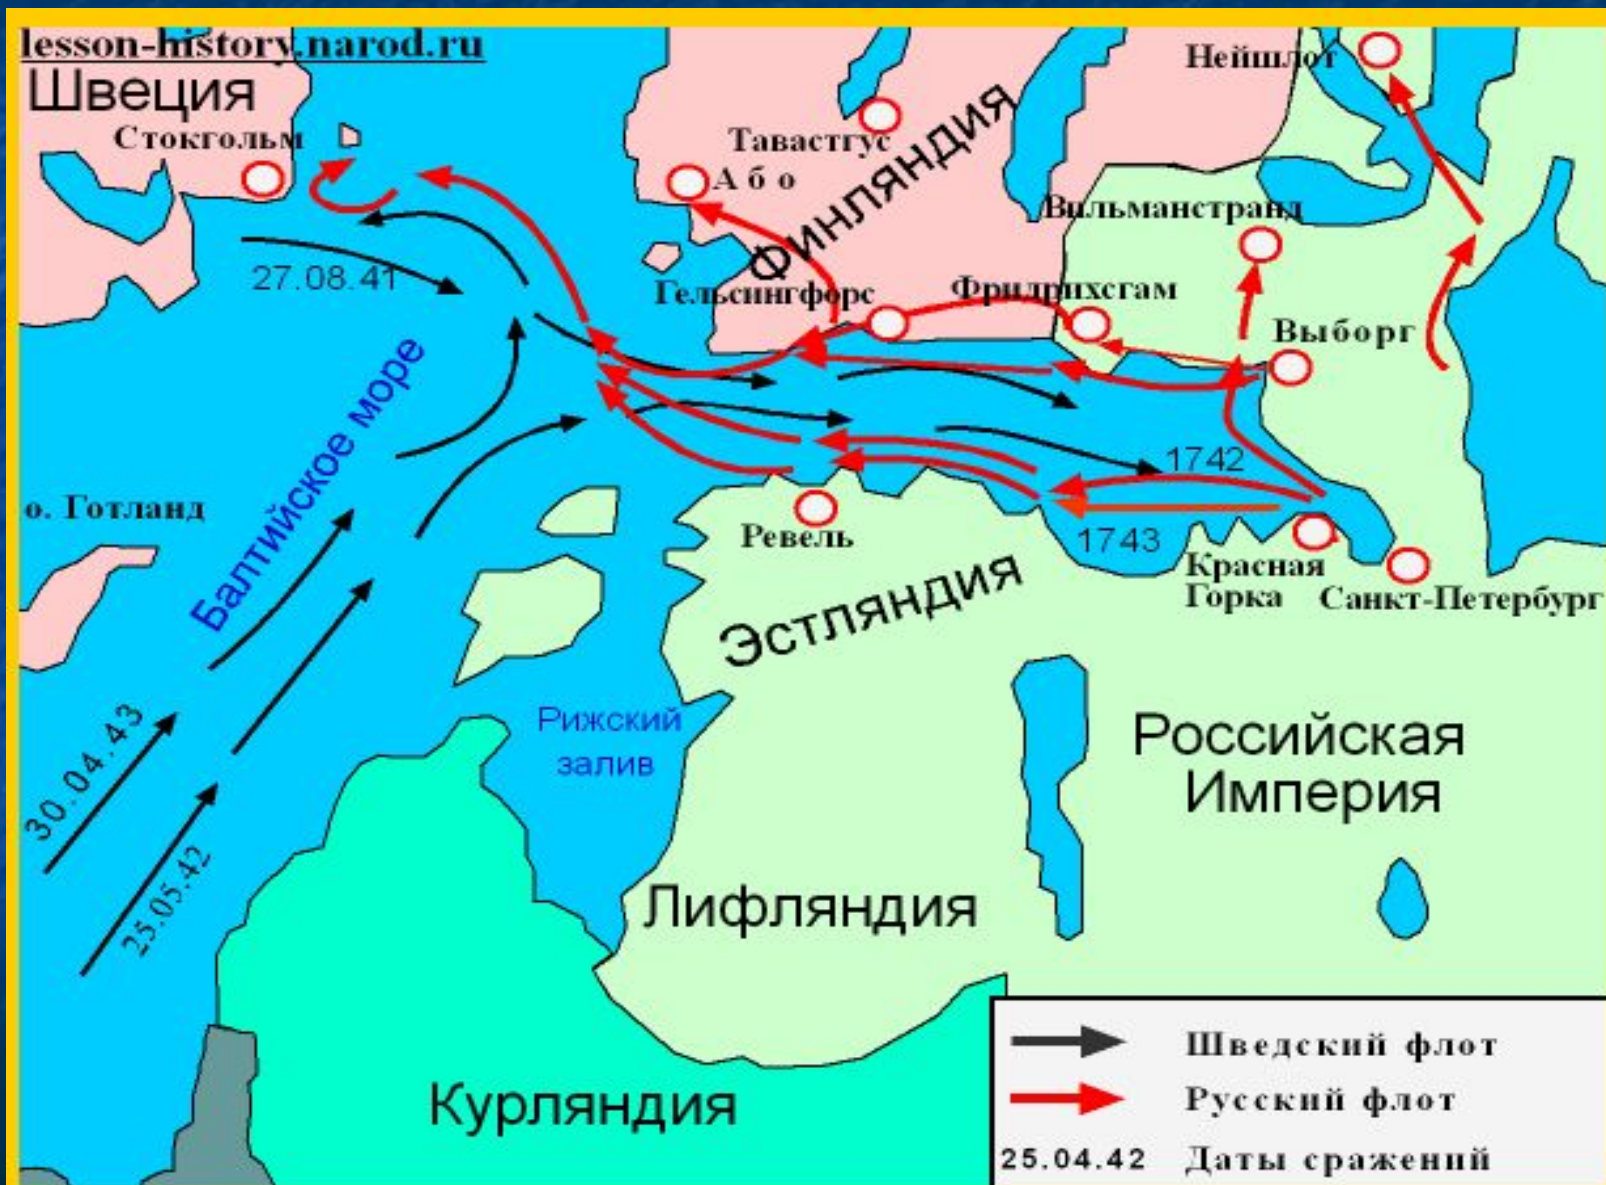 lesson-history.narod.ru
Швеция
Стокгольм
Нейшлот
Тавастгус
Або
Финляндия
Вильманстранд
27.08.41
Гельсингфорс
Фридрихсгам
Выборг
Балтийское море
о. Готланд
Ревель
1742
1743
Красная
Горка
Санкт-Петербург
Эстляндия
Рижский
залив
30.04.43
25.05.42
Российская
Империя
Лифляндия
Курляндия
Шведский флот
Русский флот
25.04.42 Даты сражений